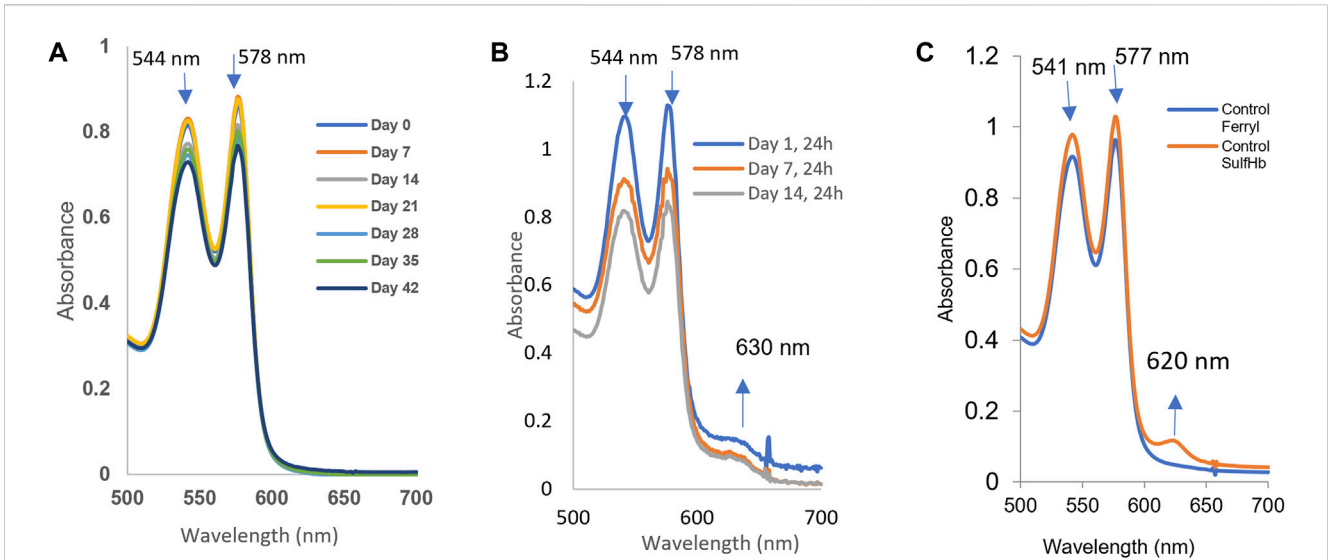 A
544 nm
578 nm
1
0.8
0.6
0.4
0.2
0
Absorbance
500
550
600
650
700
Wavelength (nm)
Day 0
Day 7
Day 14
Day 21
Day 28
Day 35
Day 42
B
544 nm
578 nm
1.2
1
0.8
0.6
0.4
0.2
0
Absorbance
500
600
700
Wavelength (nm)
Day 1, 24h
Day 7, 24h
Day 14, 24h
630 nm
C
541 nm
577 nm
1.2
1
0.8
0.6
0.4
0.2
0
Absorbance
500
550
600
650
700
Wavelength (nm)
Control
Ferryl
Control
SulfHb
620 nm